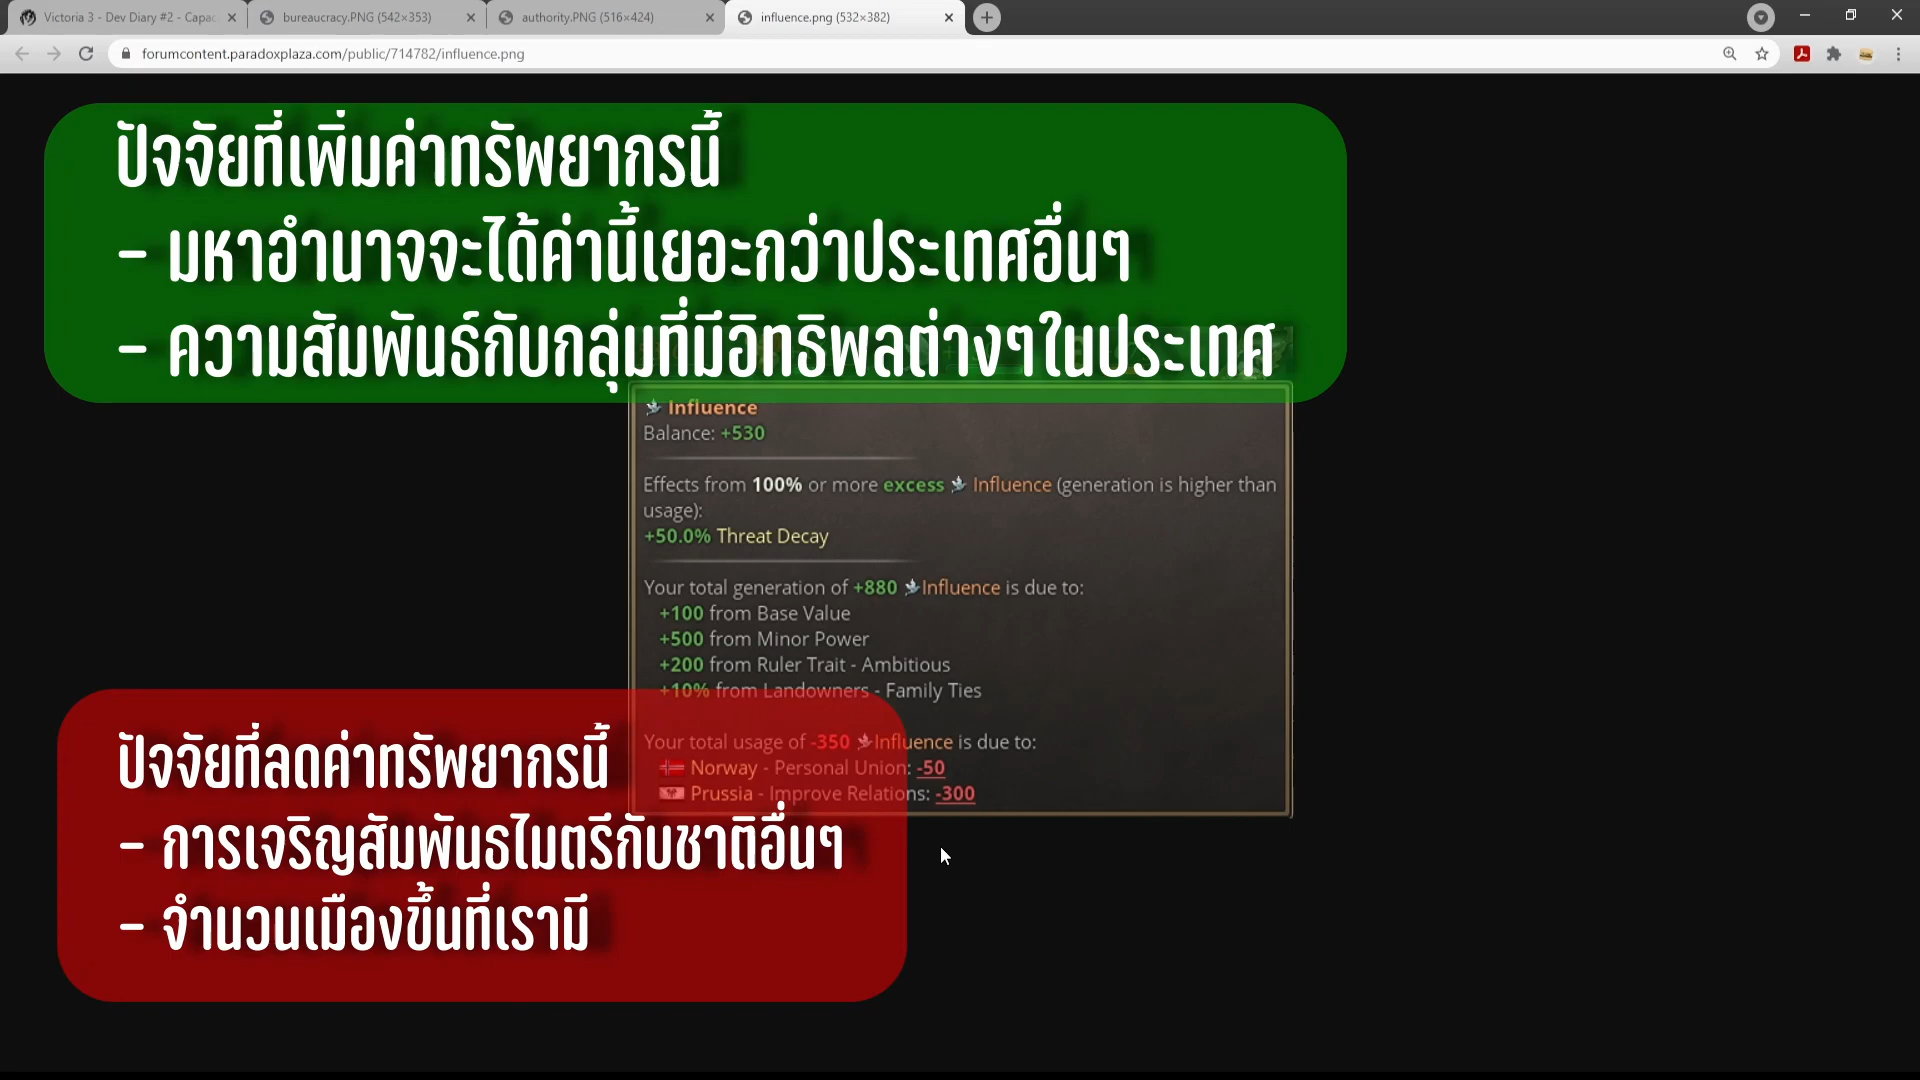 Victoria 3 - Dev Diary #2 - Capac
bureaucracy.PNG (542×353)
authority.PNG (516×424)
influence.png (532×382)
forumcontent.paradoxplaza.com/public/714782/influence.png
ปัจจัยที่เพิ่มค่าทรัพยากรนี้
- มหาอำนาจจะได้ค่านี้เยอะกว่าประเทศอื่นๆ
- ความสัมพันธ์กับกลุ่มที่มีอิทธิพลต่างๆในประเทศ
Influence
Balance: +530
Effects from 100% or more excess Influence (generation is higher than
usage):
+50.0% Threat Decay
Your total generation of +880 Influence is due to:
+100 from Base Value
+500 from Minor Power
+200 from Ruler Trait - Ambitious
+10% from Landowners - Family Ties
Your total usage of -350 Influence is due to:
Norway - Personal Union: -50
Prussia - Improve Relations: -300
ปัจจัยที่ลดค่าทรัพยากรนี้
- การเจริญสัมพันธไมตรีกับชาติอื่นๆ
- จำนวนเมืองขึ้นที่เรามี